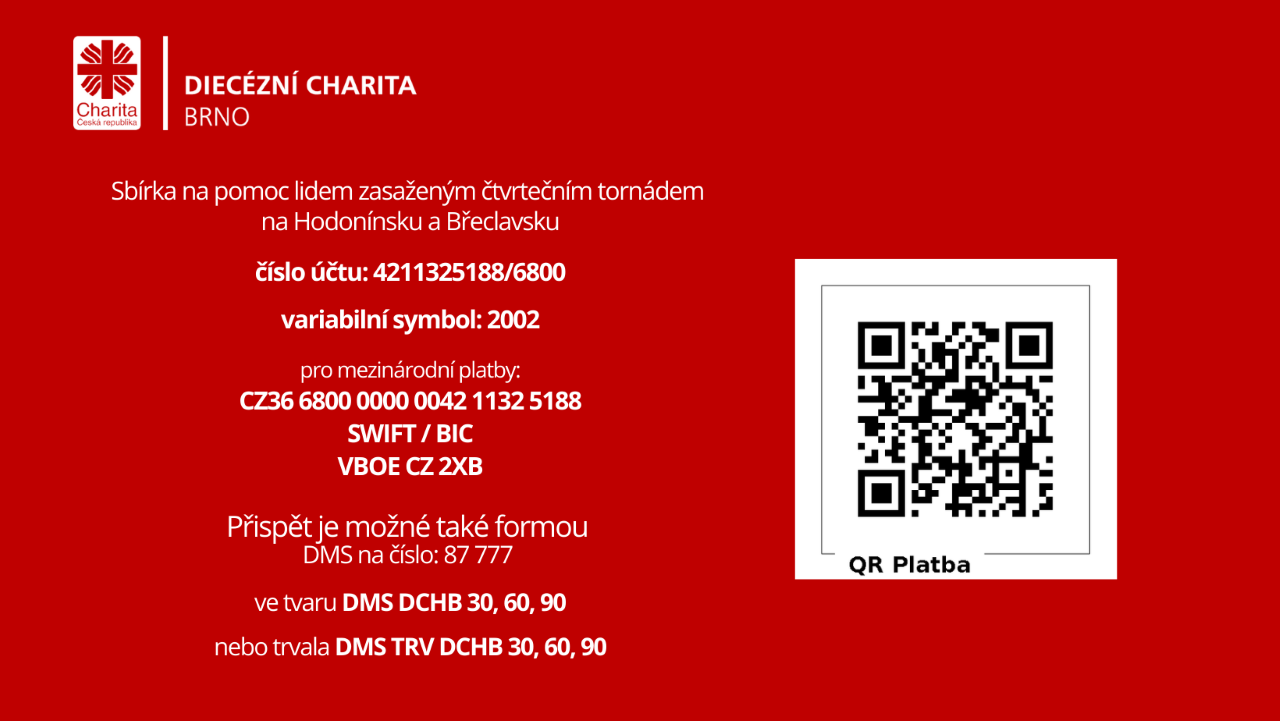 Charita
Česká republika
DIECÉZNÍ CHARITA
BRNO
Sbírka na pomoc lidem zasaženým čtvrtečním tornádem
na Hodonínsku a Břeclavsku
číslo účtu: 4211325188/6800
variabilní symbol: 2002
pro mezinárodní platby:
CZ36 6800 0000 0042 1132 5188
SWIFT / BIC
VBOE CZ 2XB
Přispět je možné také formou
DMS na číslo: 87 777
ve tvaru DMS DCHB 30, 60, 90
nebo trvala DMS TRV DCHB 30, 60, 90
QR Platba